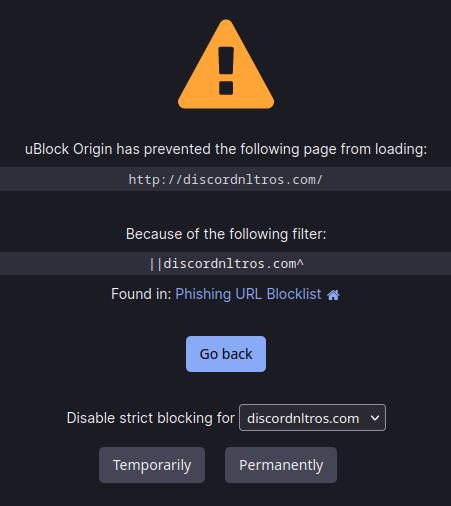 uBlock Origin has prevented the following page from loading:
http://discordnltros.com/
Because of the following filter:
||discordnltros.com^
Found in: Phishing URL Blocklist
Go back
Disable strict blocking for discordnltros.com
Temporarily Permanently